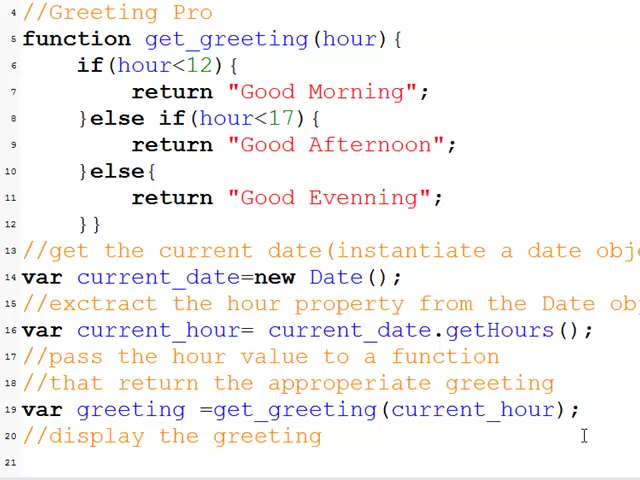 4 //Greeting Pro
5 function get_greeting(hour){
6 if(hour<12){
7 return "Good Morning";
8 }else if(hour<17){
9 return "Good Afternoon";
10 }else{
11 return "Good Evenning";
12 }}
13 //get the current date(instantiate a date obj
14 var current_date=new Date();
15 //exctract the hour property from the Date ob
16 var current_hour= current_date.getHours();
17 //pass the hour value to a function
18 //that return the approperiate greeting
19 var greeting =get_greeting(current_hour);
20 //display the greeting
21